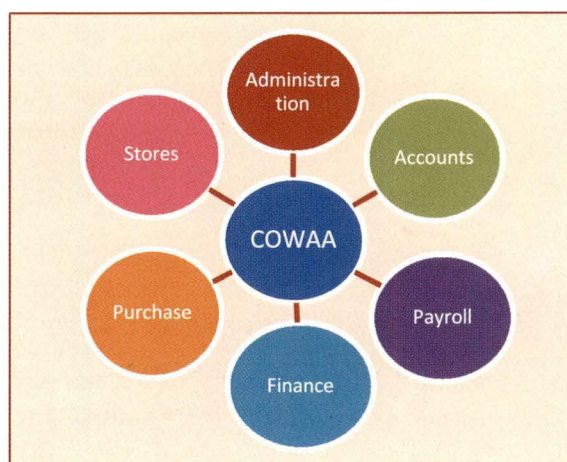 Administra
tion
Stores
Accounts
COWAA
Purchase
Payroll
Finance